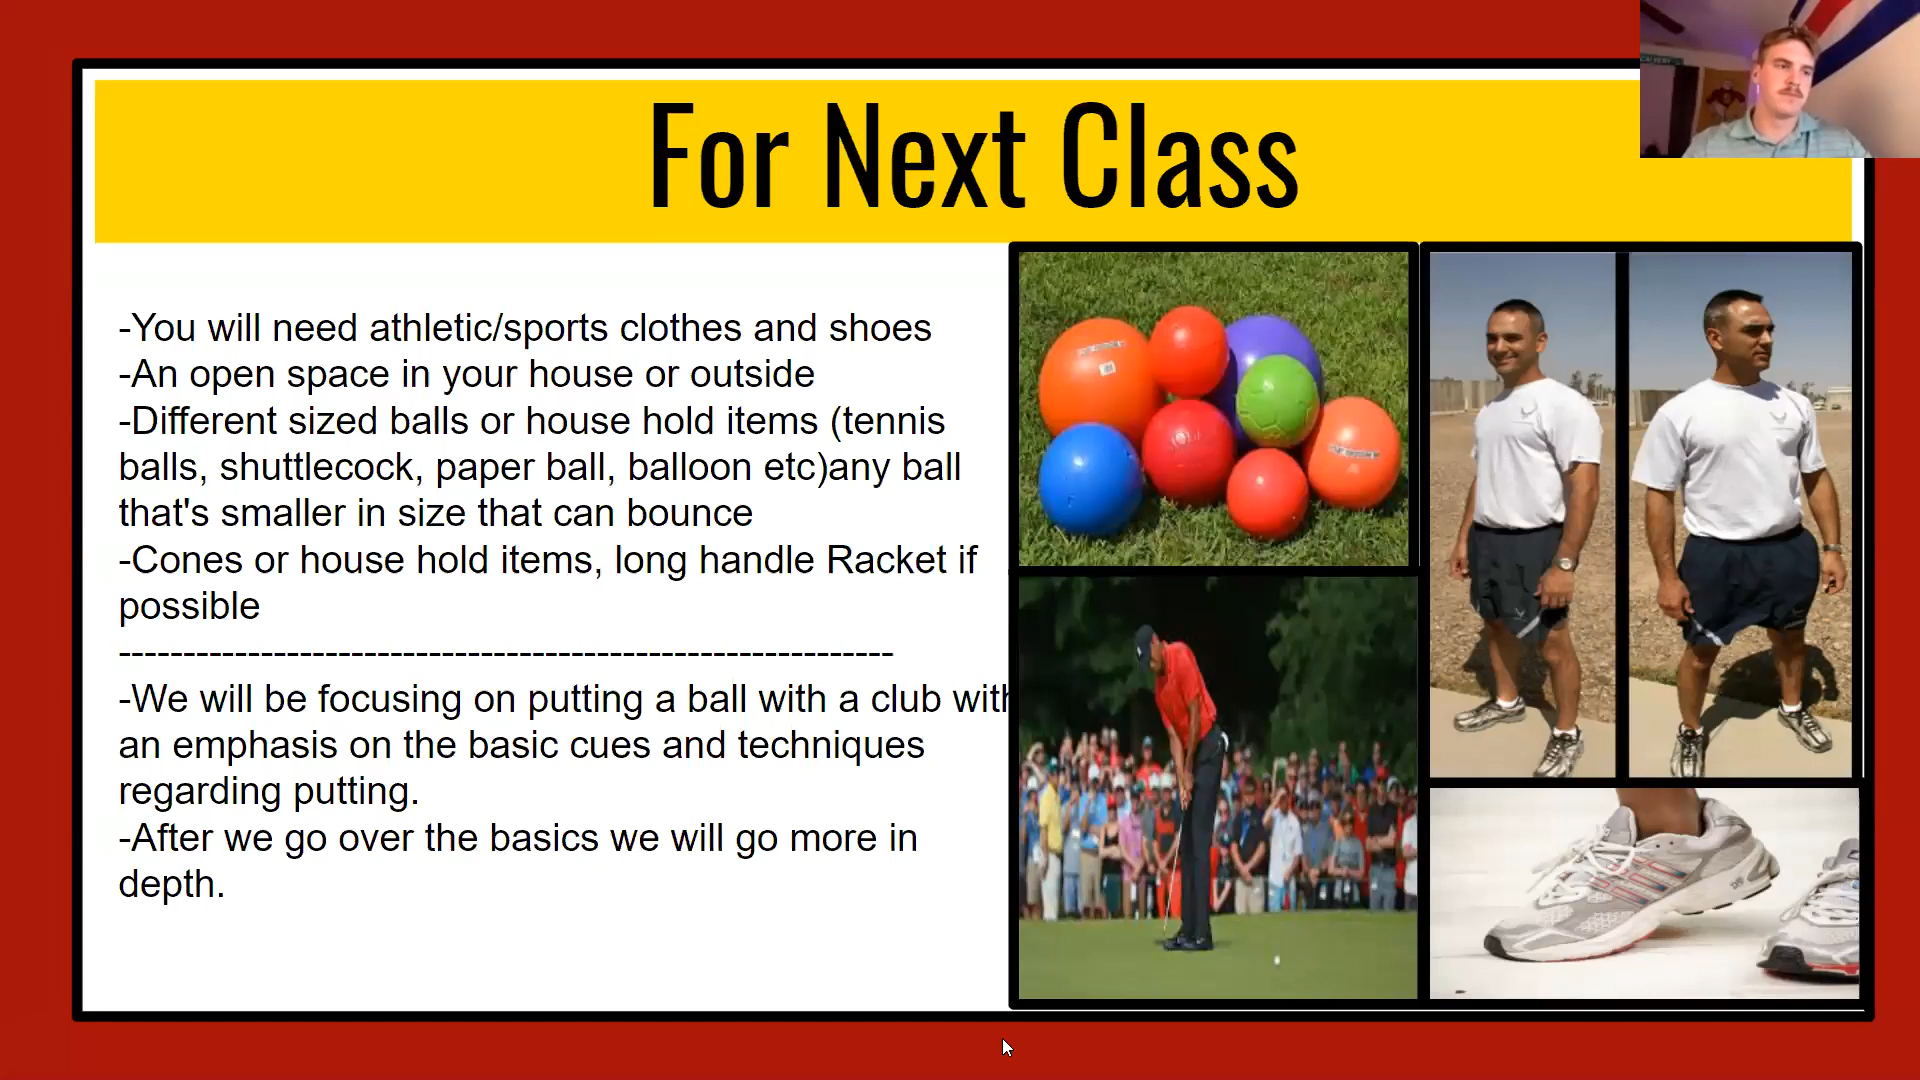 For Next Class
-You will need athletic/sports clothes and shoes
-An open space in your house or outside
-Different sized balls or house hold items (tennis
balls, shuttlecock, paper ball, balloon etc)any ball
that's smaller in size that can bounce
-Cones or house hold items, long handle Racket if
possible
------------------------------------------------------------
-We will be focusing on putting a ball with a club with
an emphasis on the basic cues and techniques
regarding putting.
-After we go over the basics we will go more in
depth.